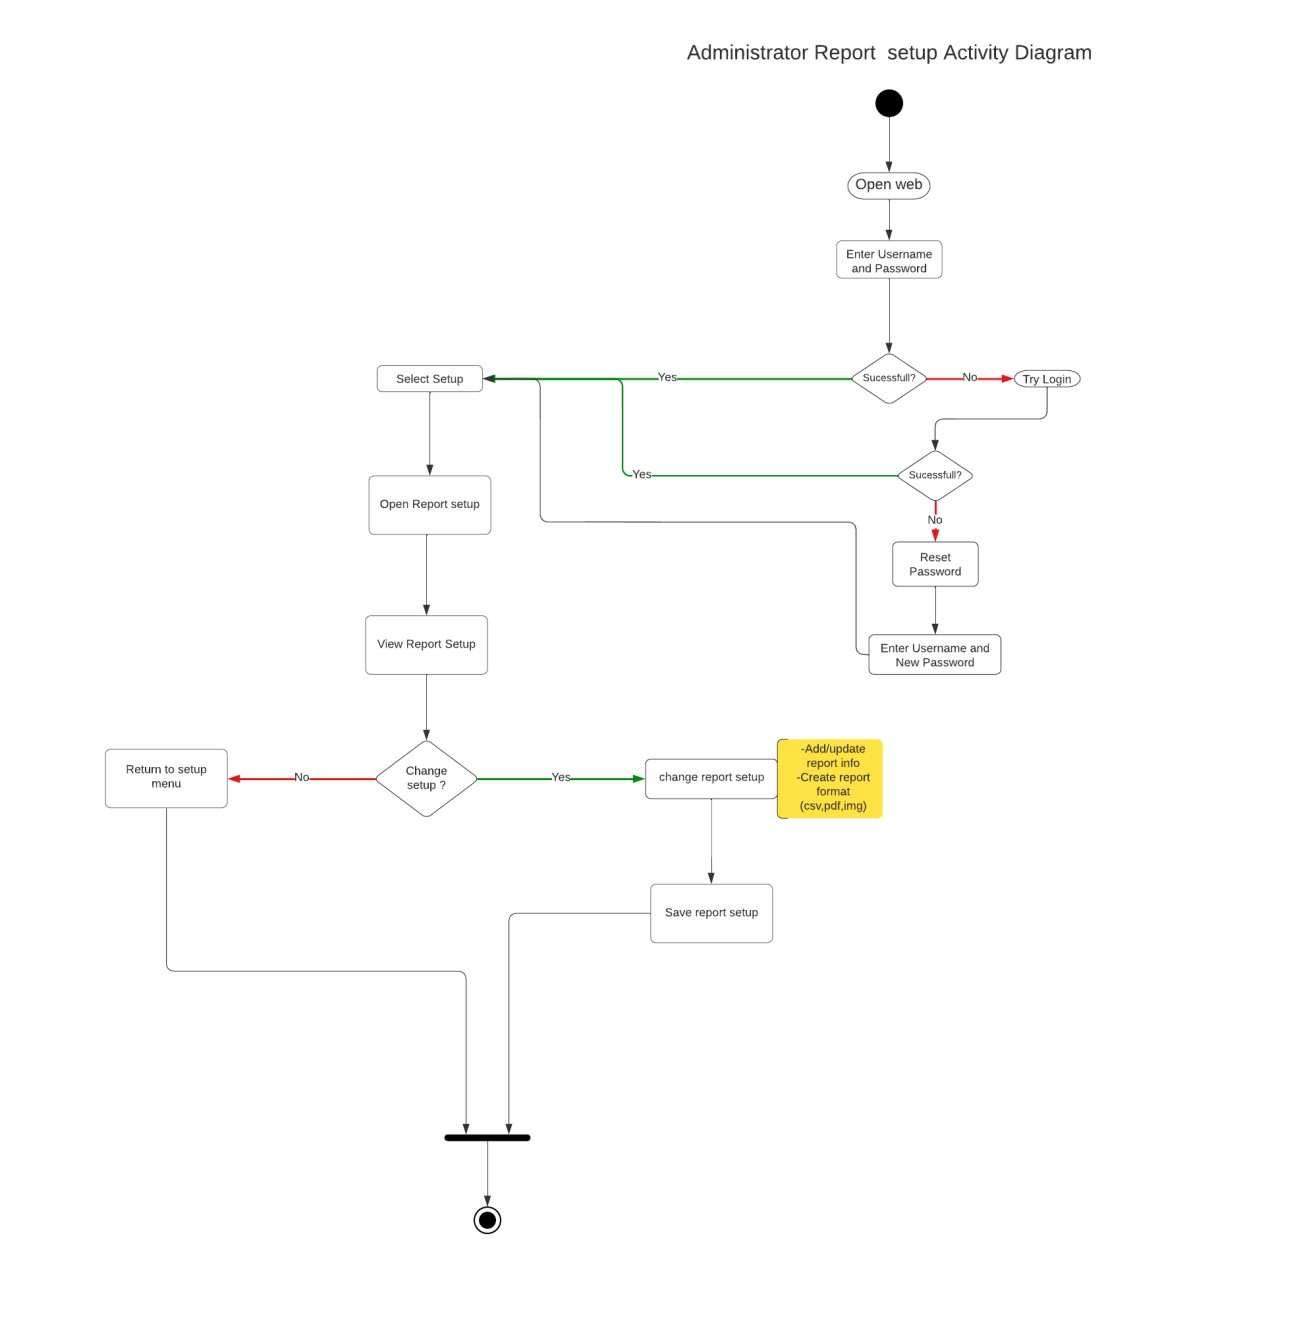 Administrator Report  setup Activity Diagram
Open web
Enter Username
and Password
Select Setup
Yes
Sucessfull?
No
Try Login
Yes
Sucessfull?
No
Open Report setup
Reset
Password
View Report Setup
Enter Username and
New Password
Return to setup
menu
No
Change
setup ?
Yes
change report setup
-Add/update
report info
-Create report
format
(csv,pdf,img)
Save report setup